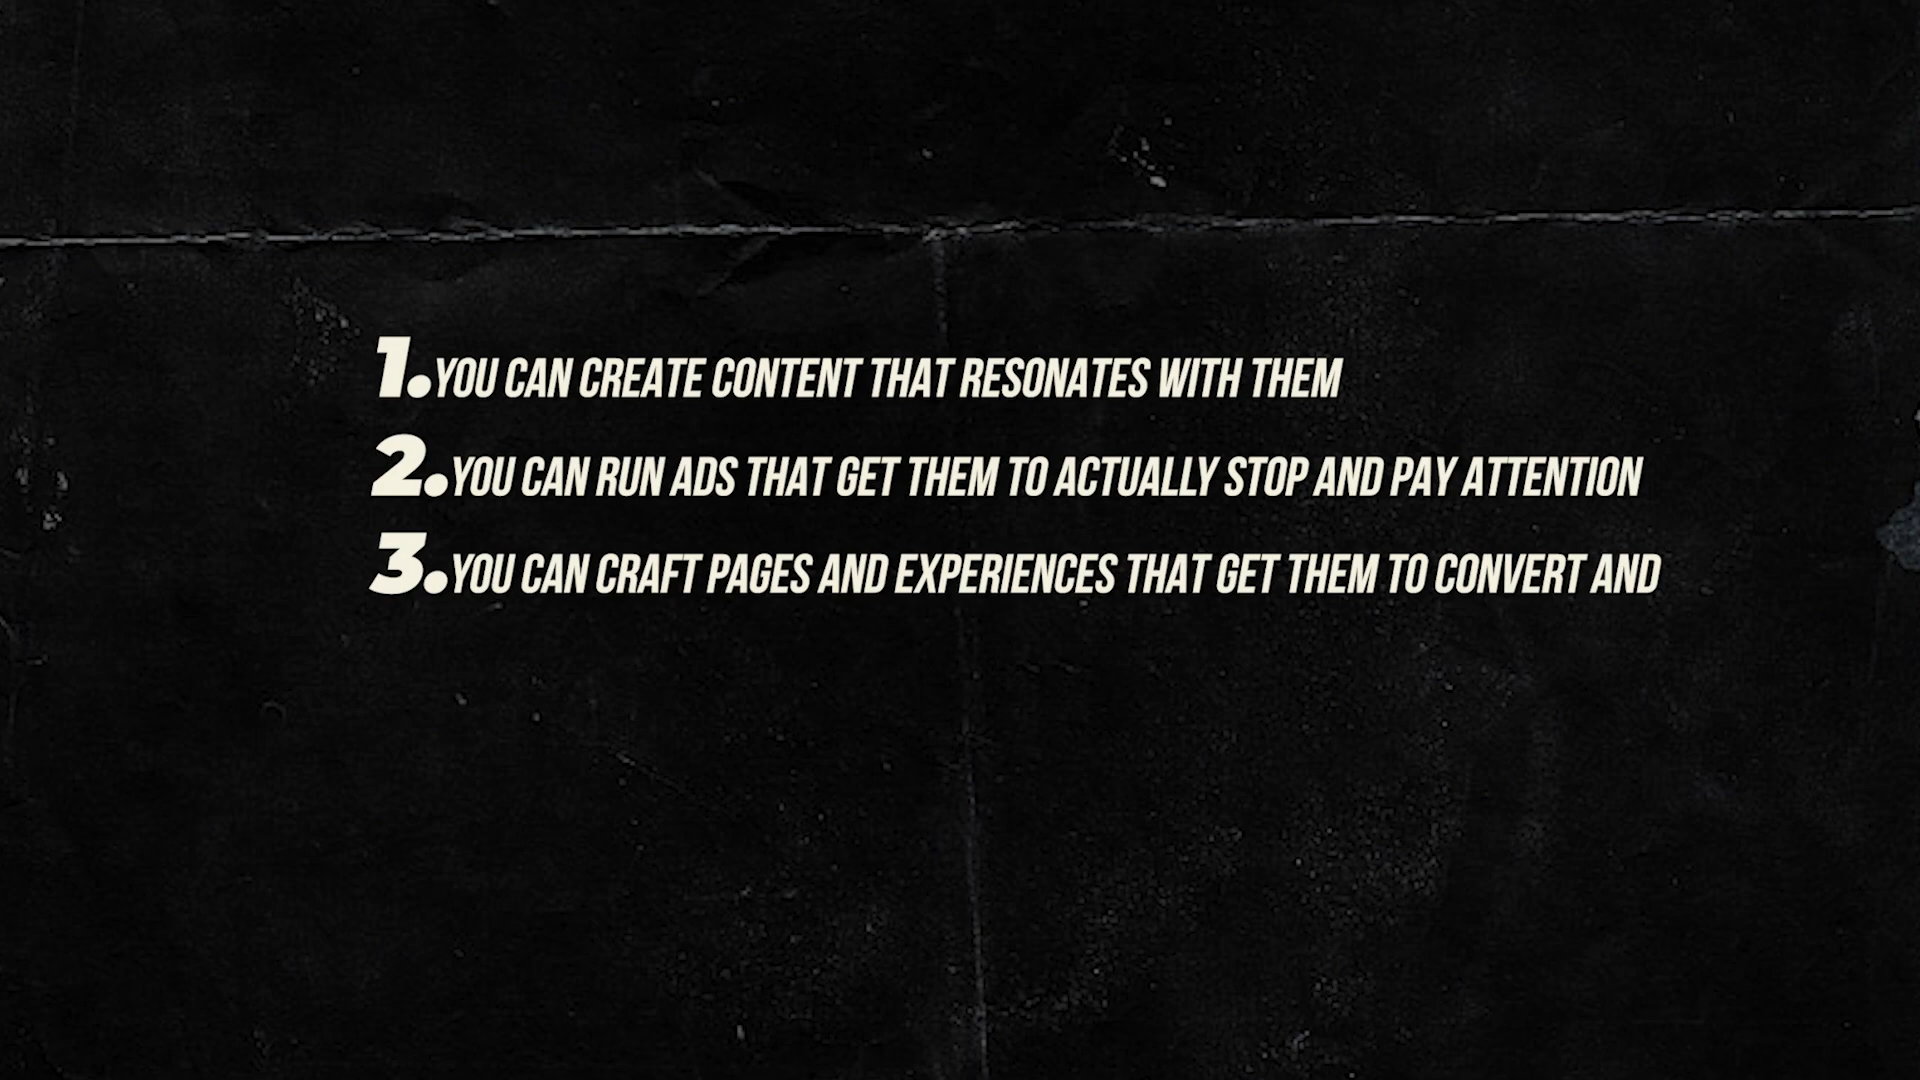 1. YOU CAN CREATE CONTENT THAT RESONATES WITH THEM
2. YOU CAN RUN ADS THAT GET THEM TO ACTUALLY STOP AND PAY ATTENTION
3. YOU CAN CRAFT PAGES AND EXPERIENCES THAT GET THEM TO CONVERT AND